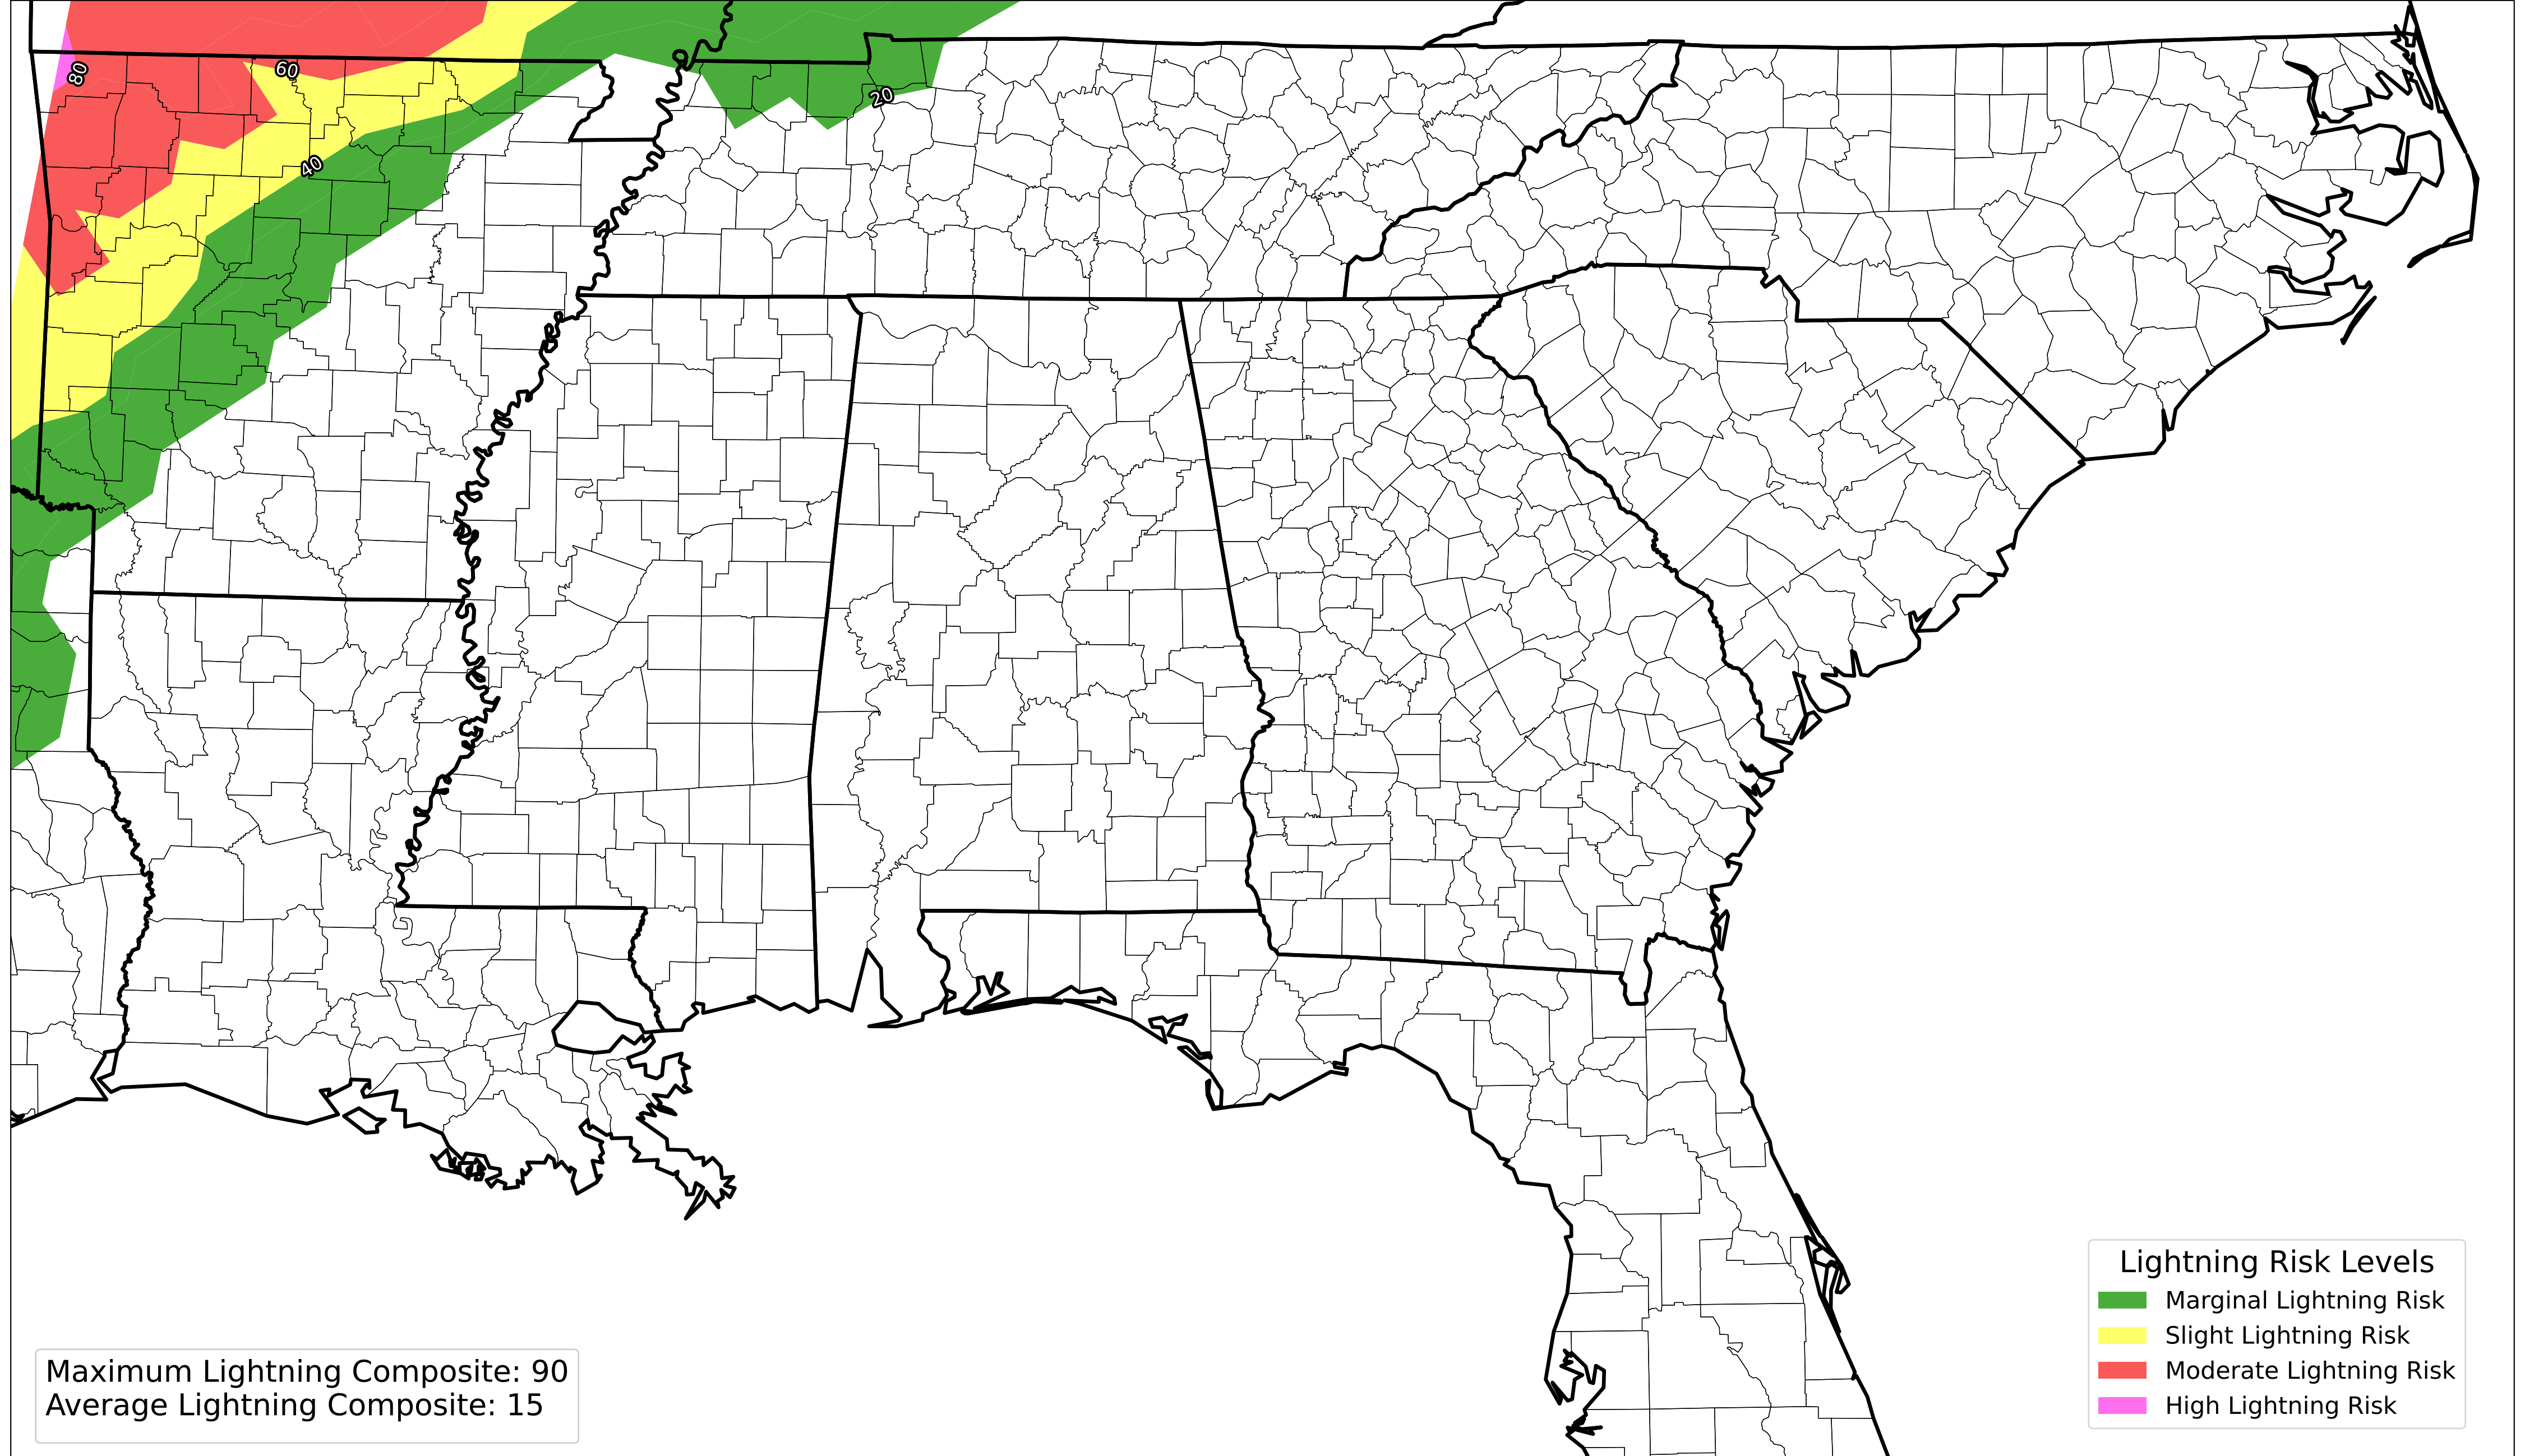 80
60
20
40
Lightning Risk Levels
Marginal Lightning Risk
Slight Lightning Risk
Moderate Lightning Risk
High Lightning Risk
Maximum Lightning Composite: 90
Average Lightning Composite: 15